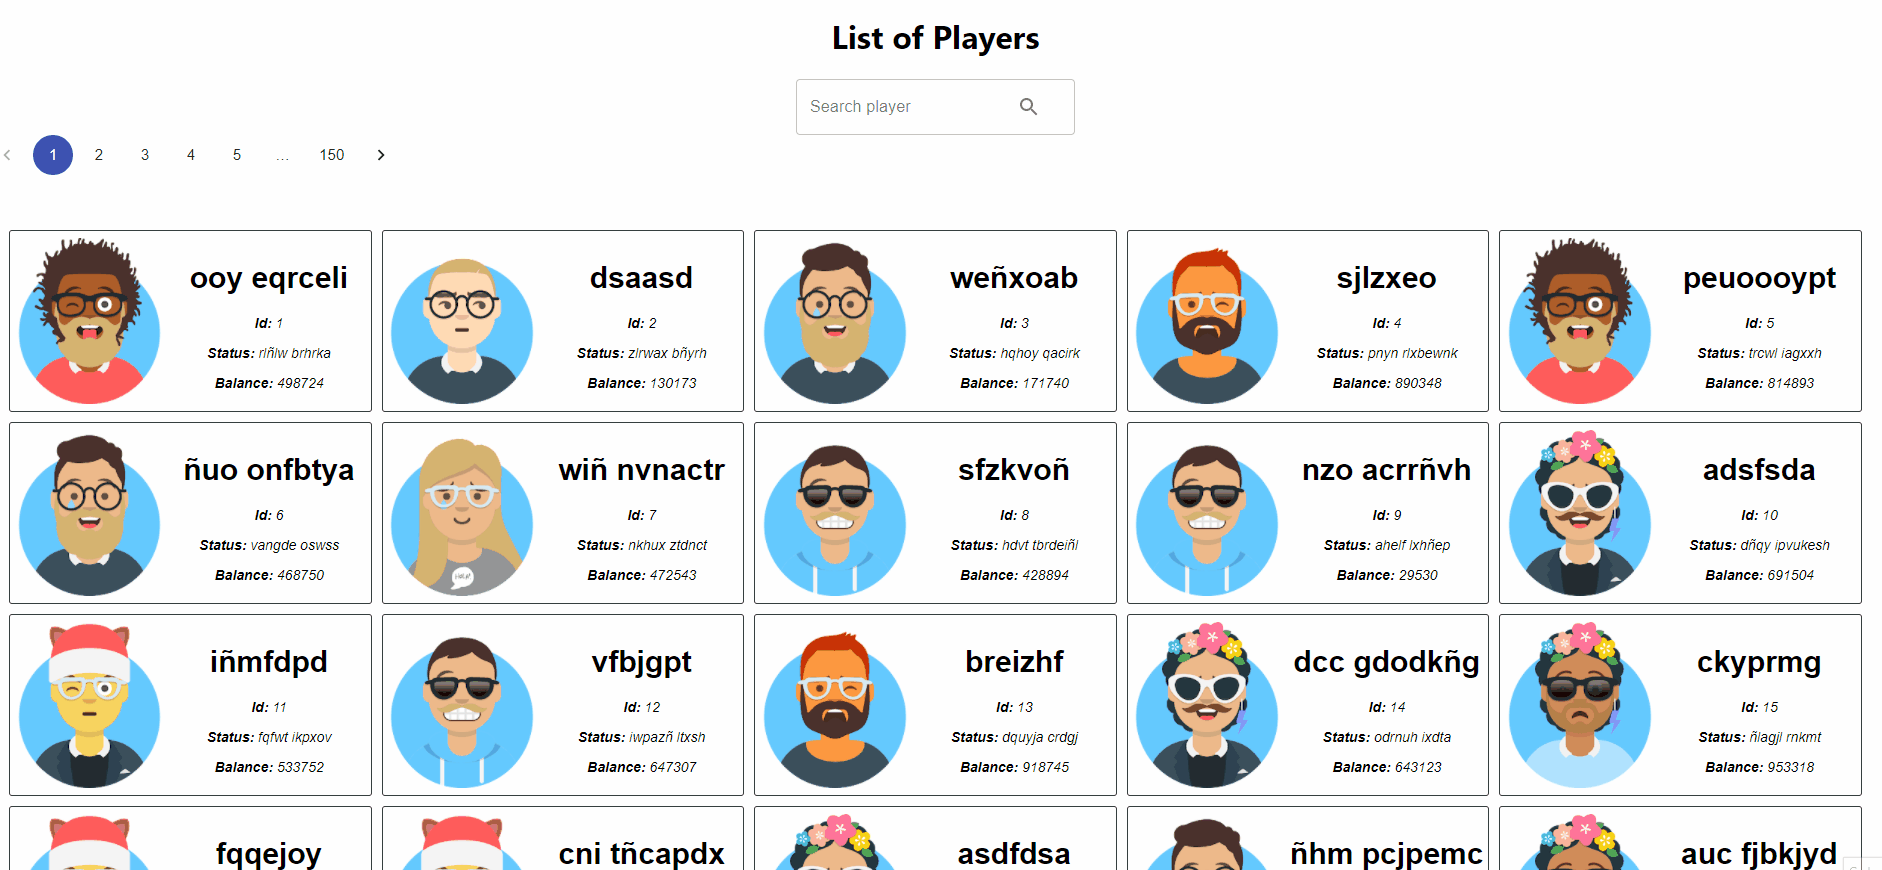 List of Players
Search player
1 2 3 4 5 ... 150
ooy eqrceli
Id: 1
Status: rlñlw brhrka
Balance: 498724
dsaasd
Id: 2
Status: zlrwax bñyrh
Balance: 130173
weñxoab
Id: 3
Status: hqhoy qacirk
Balance: 171740
sjlzxeo
Id: 4
Status: pnyn rlxbewnk
Balance: 890348
peuoooypt
Id: 5
Status: trcwl iagxxh
Balance: 814893
ñuo onfbtya
Id: 6
Status: vangde oswss
Balance: 468750
wiñ nvnactr
Id: 7
Status: nkhux ztdnct
Balance: 472543
Hola!
sfzkvoñ
Id: 8
Status: hdvt tbrdeiñl
Balance: 428894
nzo acrrñvh
Id: 9
Status: ahelf lxhñep
Balance: 29530
adsfsda
Id: 10
Status: dñqy ipvukesh
Balance: 691504
iñmfdpd
Id: 11
Status: fqfwt ikpxov
Balance: 533752
vfbjgpt
Id: 12
Status: iwpazñ ltxsh
Balance: 647307
breizhf
Id: 13
Status: dquyja crdgj
Balance: 918745
dcc gdodkñg
Id: 14
Status: odrnuh ixdta
Balance: 643123
ckyprmg
Id: 15
Status: ñlagjl rnkmt
Balance: 953318
fqqejoy
cni tñcapdx
asdfdsa
ñhm pcjpemc
auc fjbkjyd